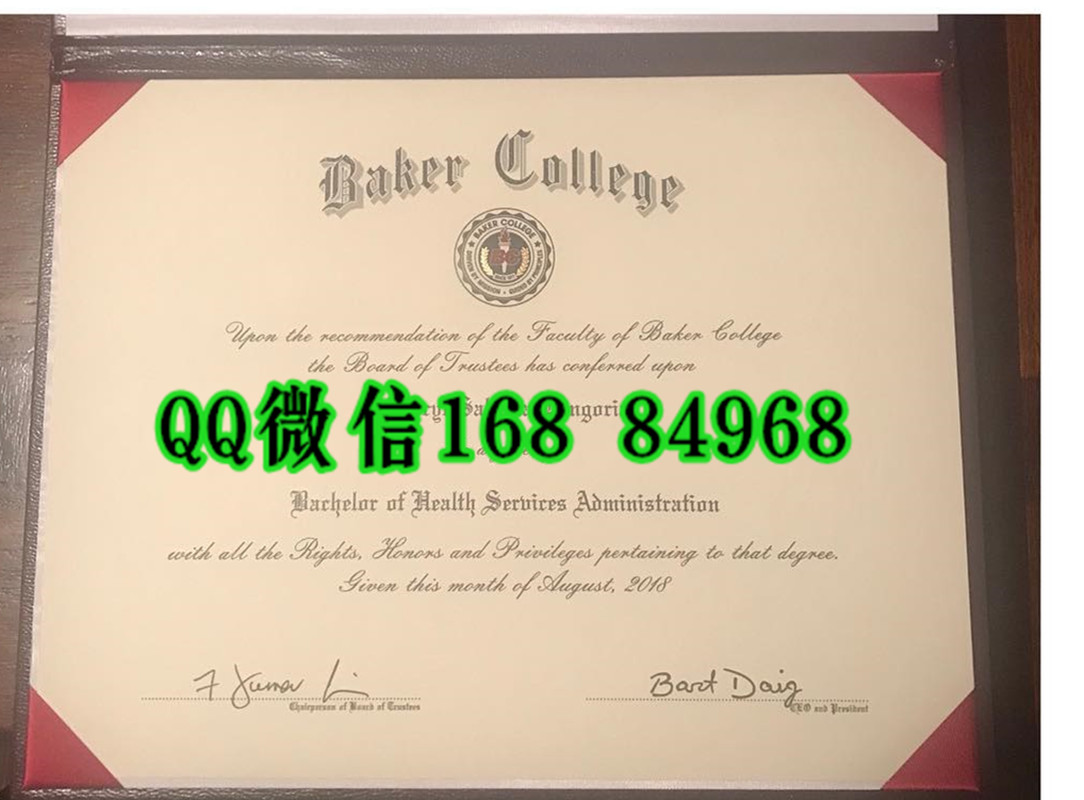 Baker College
BAKER COLLEGE
Upon the recommendation of the Faculty of Baker College
the Board of Trustees has conferred upon
QQ微信168 84968
Bachelor of Health Services Administration
with all the Rights, Honors and Privileges pertaining to that degree.
Given this month of August, 2018
Bart Daig
Chairperson of Board of Trustees
CEO and President